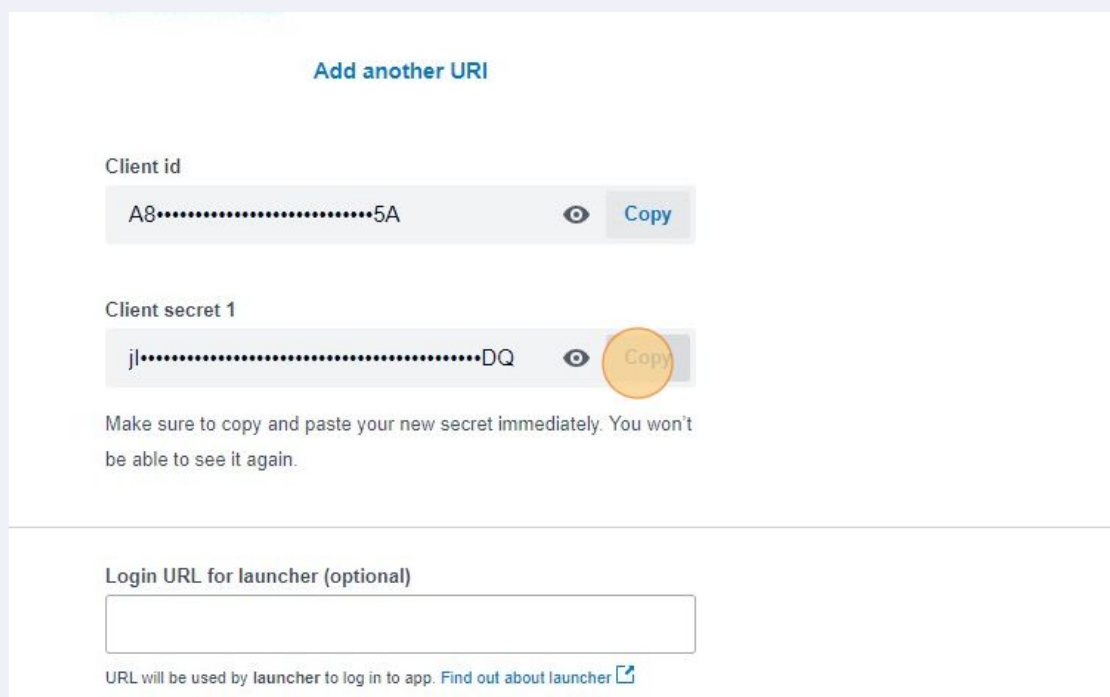 Add another URI
Client id
A8••••••••••••••••••••••••••••5A
Copy
Client secret 1
jI••••••••••••••••••••••••••••••••••••••••••••DQ
Copy
Make sure to copy and paste your new secret immediately. You won't
be able to see it again.
Login URL for launcher (optional)
URL will be used by launcher to log in to app. Find out about launcher